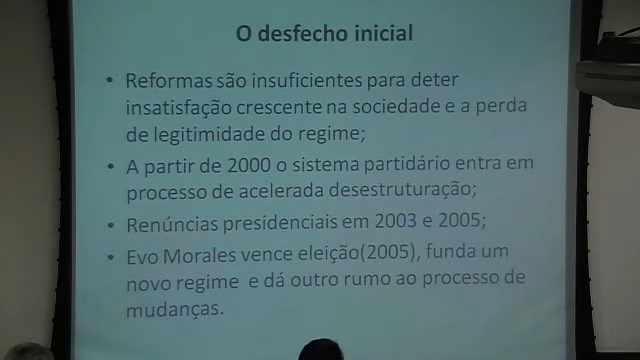 O desfecho inicial
• Reformas são insuficientes para deter
insatisfação crescente na sociedade e a perda
de legitimidade do regime;
• A partir de 2000 o sistema partidário entra em
processo de acelerada desestruturação;
• Renúncias presidenciais em 2003 e 2005;
• Evo Morales vence eleição(2005), funda um
novo regime e dá outro rumo ao processo de
mudanças.